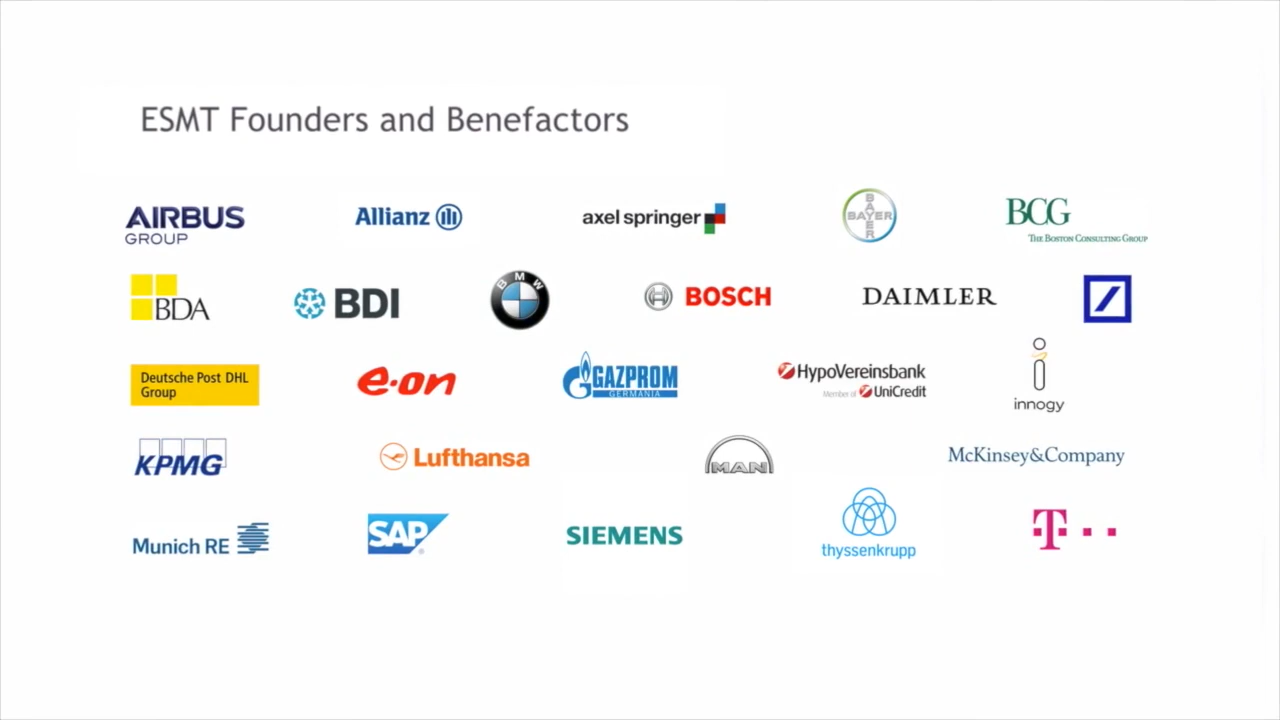 ESMT Founders and Benefactors
AIRBUS
GROUP
Allianz
axel springer
BAYER
BAYER
BCG
THE BOSTON CONSULTING GROUP
BDA
BDI
BMW
BOSCH
DAIMLER
Deutsche Post DHL
Group
e·on
GAZPROM
GERMANIA
HypoVereinsbank
Member of UniCredit
innogy
KPMG
Lufthansa
MAN
McKinsey&Company
Munich RE
SAP®
SIEMENS
thyssenkrupp
T